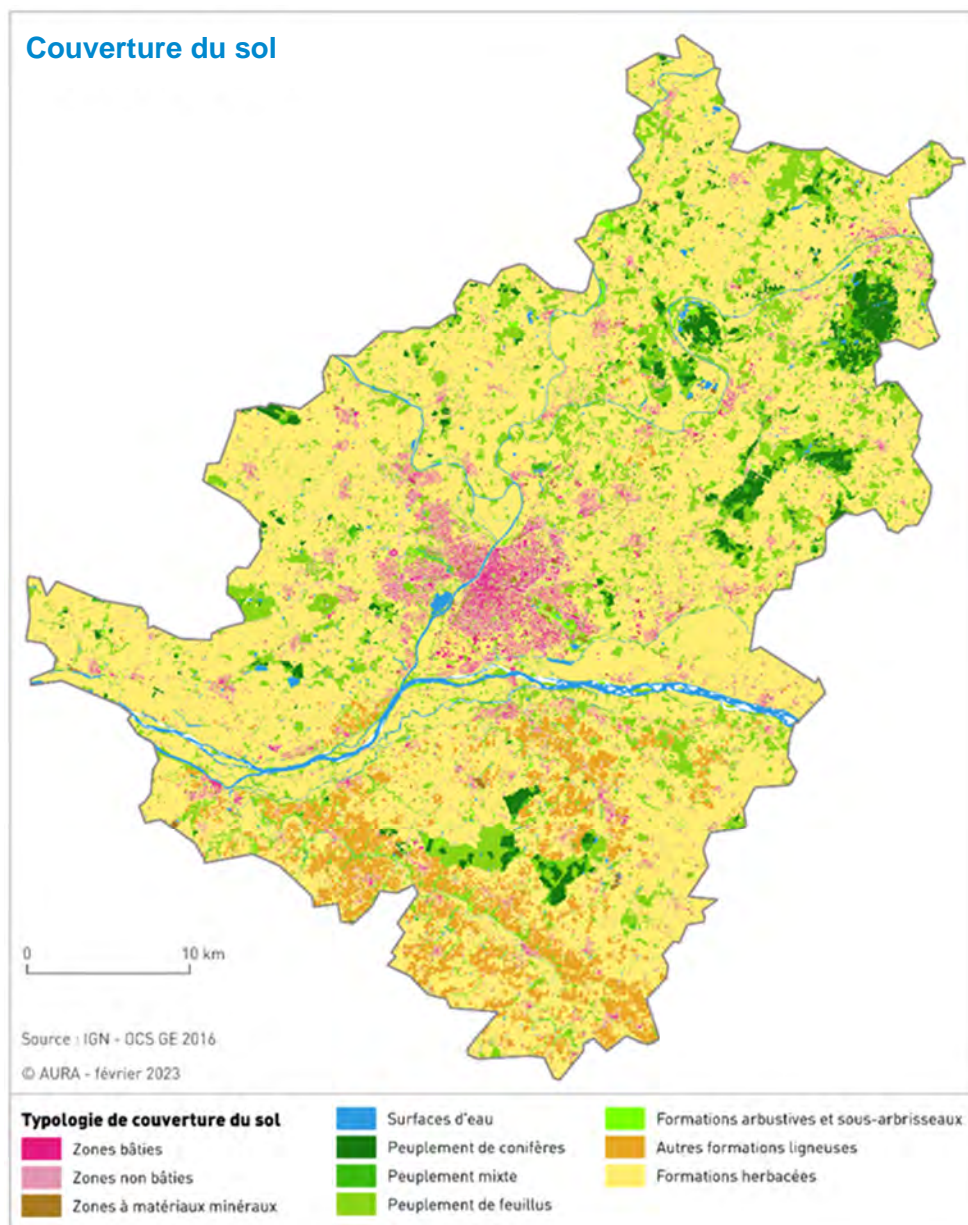 Couverture du sol
0 10 km
Source : IGN - OCS GE 2016
© AURA - février 2023
Typologie de couverture du sol
Zones bâties
Zones non bâties
Zones à matériaux minéraux
Surfaces d'eau
Peuplement de conifères
Peuplement mixte
Peuplement de feuillus
Formations arbustives et sous-arbrisseaux
Autres formations ligneuses
Formations herbacées